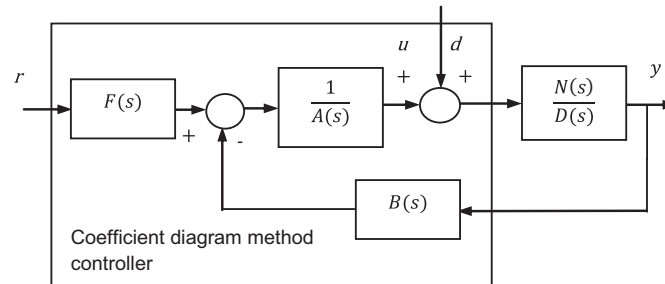 u d
r
y
F(s)
+
-
1
A(s)
+
+
N(s)
D(s)
B(s)
Coefficient diagram method
controller